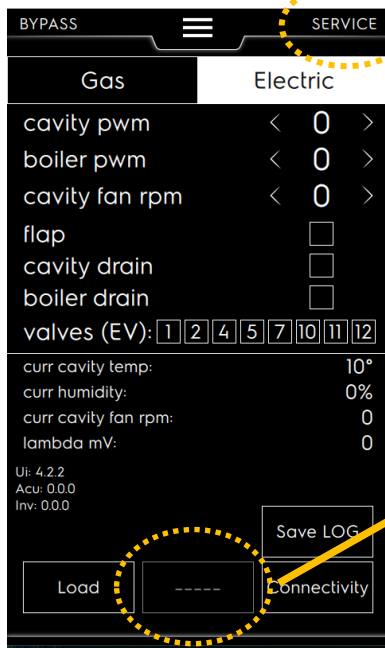 BYPASS SERVICE
Gas Electric
cavity pwm < 0 >
boiler pwm < 0 >
cavity fan rpm < 0 >
flap
cavity drain
boiler drain
valves (EV): 1 2 4 5 7 10 11 12
curr cavity temp: 10°
curr humidity: 0%
curr cavity fan rpm: 0
lambda mV: 0
Ui: 4.2.2
Acu: 0.0.0
Inv: 0.0.0
Save LOG
Load ----- Connectivity